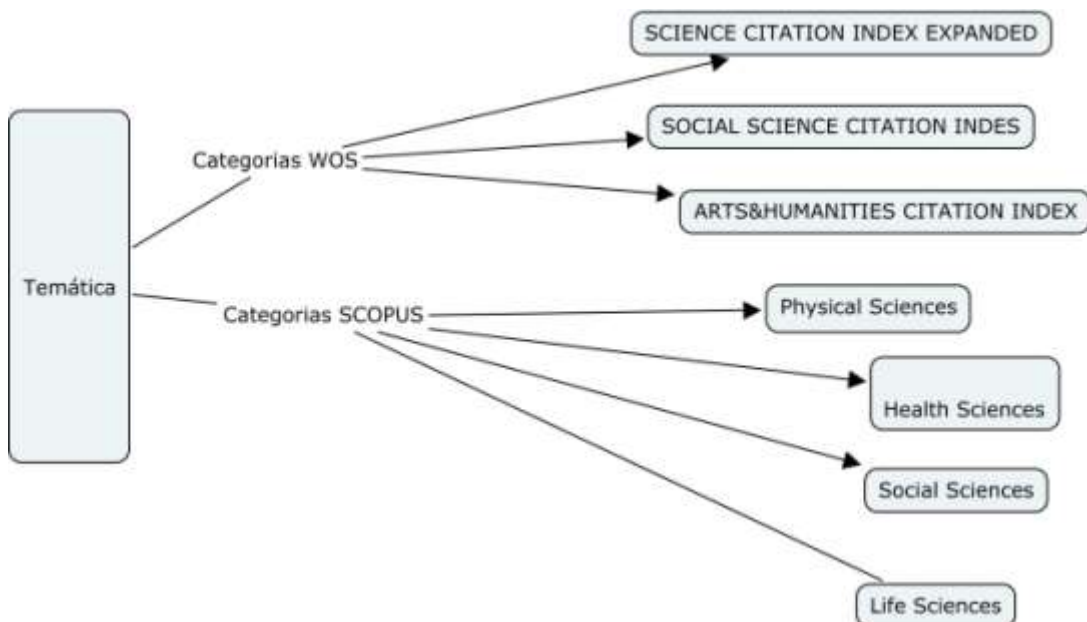 SCIENCE CITATION INDEX EXPANDED
SOCIAL SCIENCE CITATION INDES
Categorias WOS
ARTS&HUMANITIES CITATION INDEX
Temática
Categorias SCOPUS
Physical Sciences
Health Sciences
Social Sciences
Life Sciences